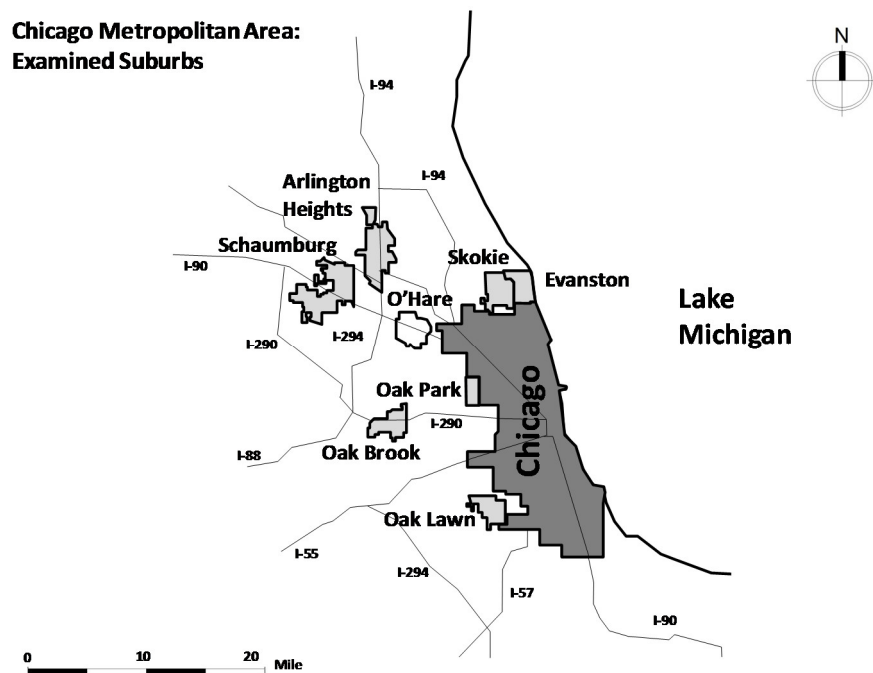 Chicago Metropolitan Area:
Examined Suburbs
N
I-94
I-94
Arlington
Heights
Schaumburg
Skokie
I-90
Evanston
O'Hare
Lake
Michigan
I-294
I-290
Oak Park
Chicago
I-290
Oak Brook
I-88
Oak Lawn
I-55
I-294
I-57
I-90
0 10 20 Mile